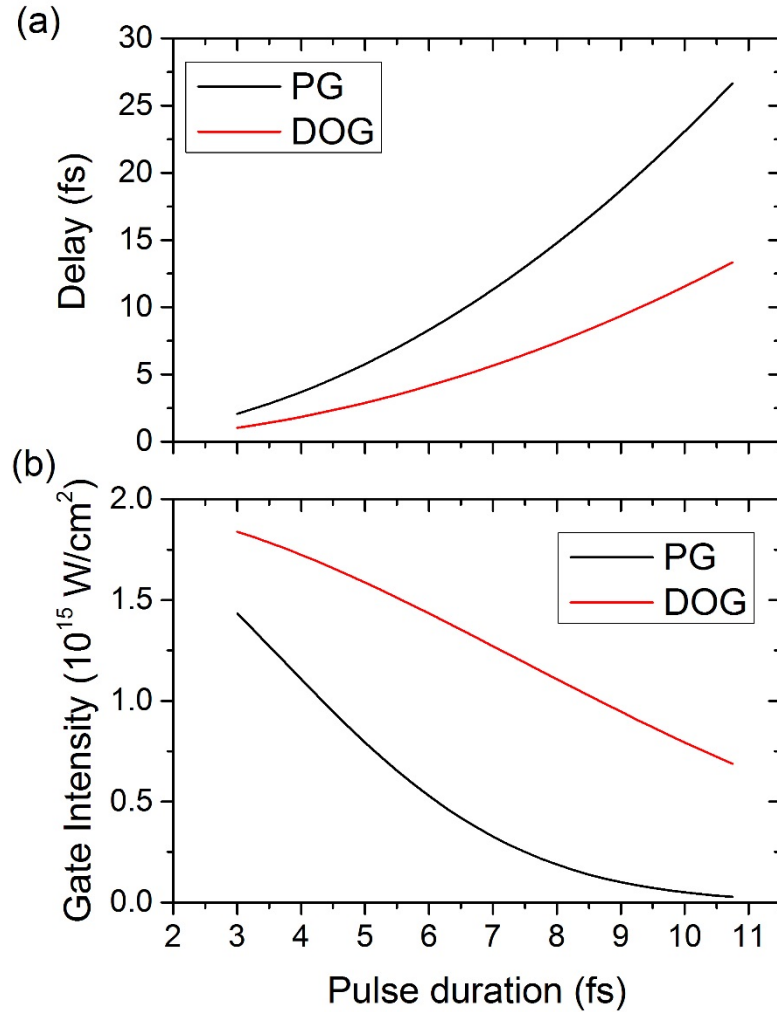 (a)
30
25
20
15
10
5
0
Delay (fs)
PG
DOG
(b)
2.0
1.5
1.0
0.5
0.0
Gate Intensity (10¹⁵ W/cm²)
PG
DOG
2 3 4 5 6 7 8 9 10 11
Pulse duration (fs)